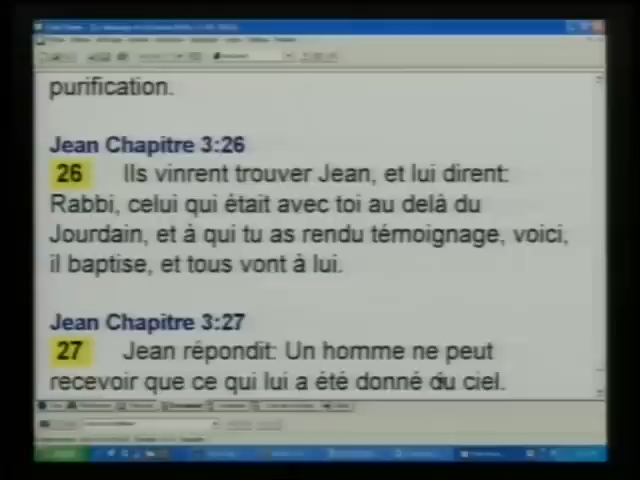 purification.
Jean Chapitre 3:26
26 Ils vinrent trouver Jean, et lui dirent:
Rabbi, celui qui était avec toi au delà du
Jourdain, et à qui tu as rendu témoignage, voici,
il baptise, et tous vont à lui.
Jean Chapitre 3:27
27 Jean répondit: Un homme ne peut
recevoir que ce qui lui a été donné du ciel.